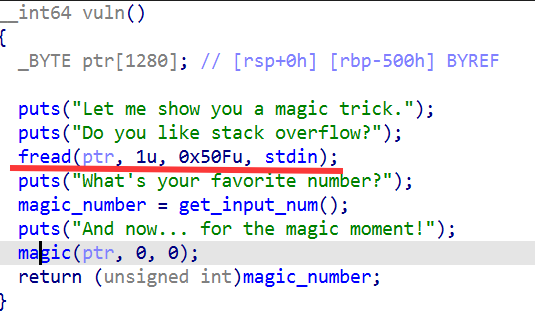 __int64 vuln()
{
_BYTE ptr[1280]; // [rsp+0h] [rbp-500h] BYREF
puts("Let me show you a magic trick.");
puts("Do you like stack overflow?");
fread(ptr, 1u, 0x50Fu, stdin);
puts("What's your favorite number?");
magic_number = get_input_num();
puts("And now... for the magic moment!");
magic(ptr, 0, 0);
return (unsigned int)magic_number;
}